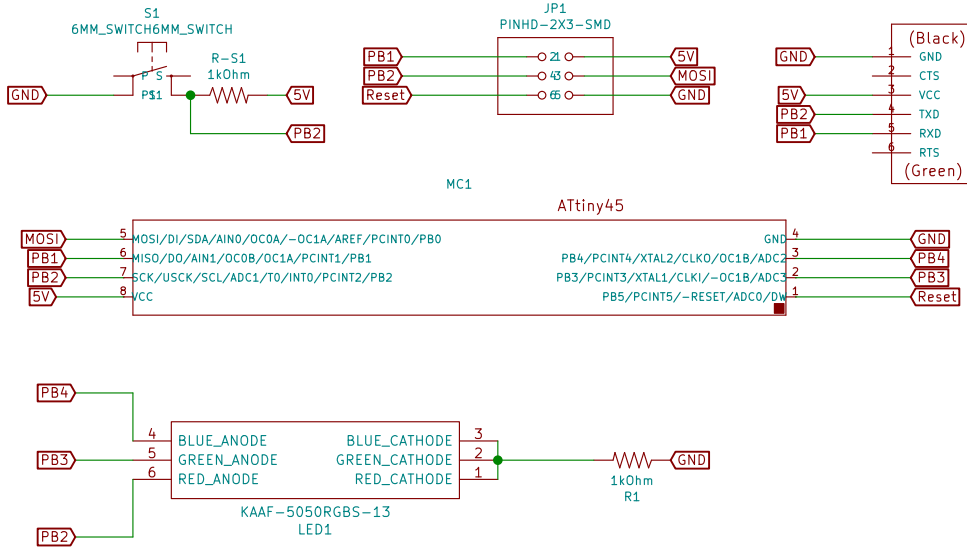 S1
6MM_SWITCH6MM_SWITCH
P S
P1 S1
GND
R-S1
1kOhm
5V
PB2
JP1
PINHD-2X3-SMD
PB1
2 1
5V
PB2
4 3
MOSI
Reset
6 5
GND
(Black)
GND
1
GND
2
CTS
5V
3
VCC
PB2
4
TXD
PB1
5
RXD
6
RTS
(Green)
MC1
ATtiny45
MOSI
5
MOSI/DI/SDA/AIN0/OC0A/-OC1A/AREF/PCINT0/PB0
PB1
6
MISO/DO/AIN1/OC0B/OC1A/PCINT1/PB1
PB2
7
SCK/USCK/SCL/ADC1/T0/INT0/PCINT2/PB2
5V
8
VCC
GND
4
GND
PB4/PCINT4/XTAL2/CLKO/OC1B/ADC2
3
PB4
PB3/PCINT3/XTAL1/CLKI/-OC1B/ADC3
2
PB3
PB5/PCINT5/-RESET/ADC0/DW
1
Reset
PB4
4
BLUE_ANODE
BLUE_CATHODE
3
PB3
5
GREEN_ANODE
GREEN_CATHODE
2
6
RED_ANODE
RED_CATHODE
1
PB2
KAAF-5050RGBS-13
LED1
GND
1kOhm
R1